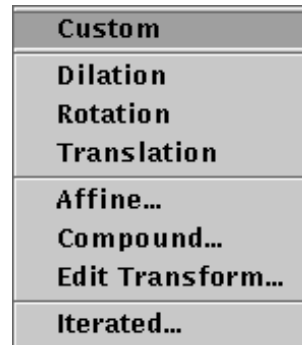 Custom
Dilation
Rotation
Translation
Affine...
Compound...
Edit Transform...
Iterated...